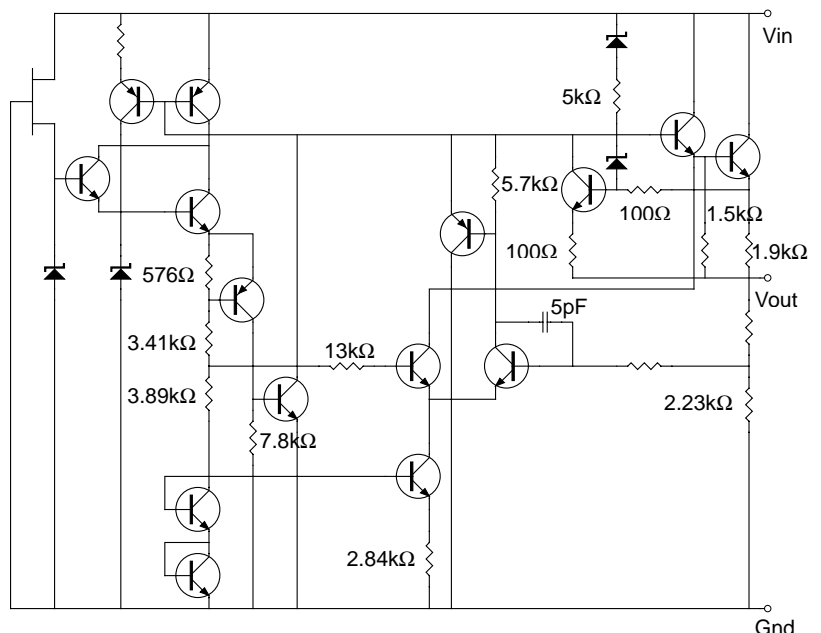 Vin
5kΩ
5.7kΩ
100Ω
1.5kΩ
100Ω
1.9kΩ
576Ω
Vout
5pF
3.41kΩ
13kΩ
3.89kΩ
2.23kΩ
7.8kΩ
2.84kΩ
Gnd